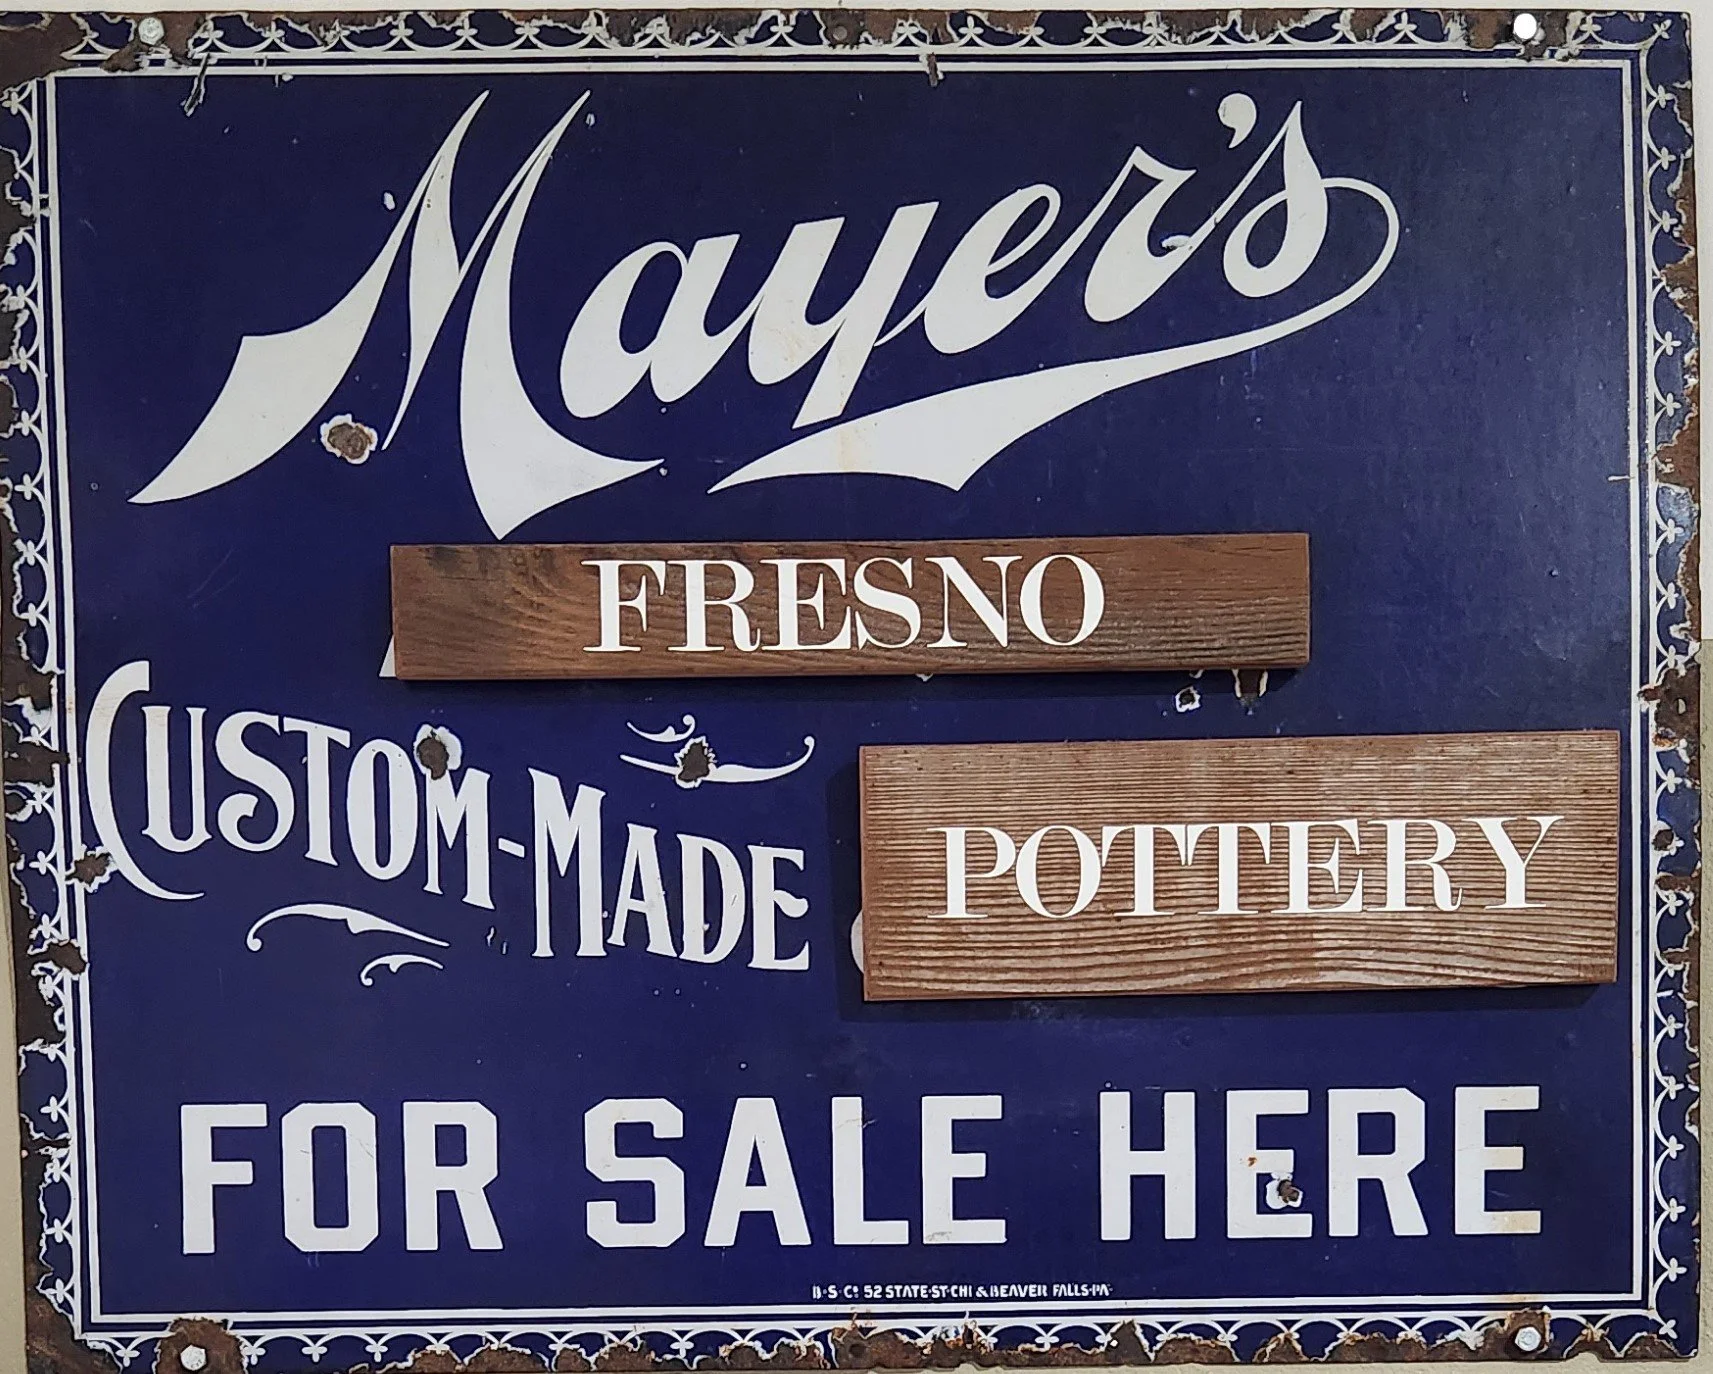 Mayer's
FRESNO
CUSTOM-MADE
POTTERY
FOR SALE HERE
B·S·Co 52 STATE·ST·CHI & BEAVER FALLS·PA·